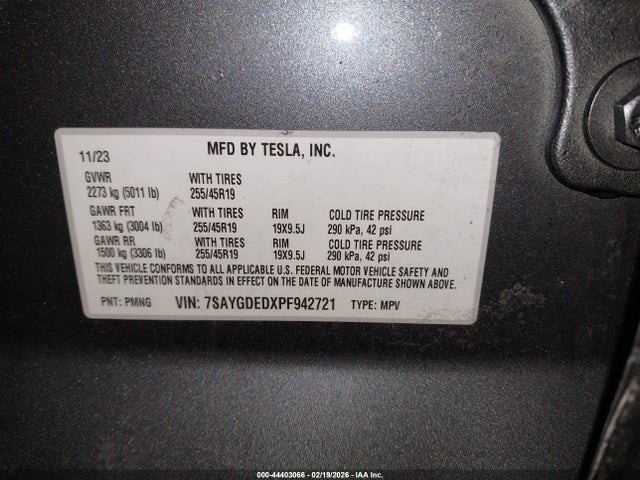 11/23 MFD BY TESLA, INC.
GVWR WITH TIRES
2273 kg (5011 lb) 255/45R19
GAWR FRT WITH TIRES RIM COLD TIRE PRESSURE
1363 kg (3004 lb) 255/45R19 19X9.5J 290 kPa, 42 psi
GAWR RR WITH TIRES RIM COLD TIRE PRESSURE
1500 kg (3306 lb) 255/45R19 19X9.5J 290 kPa, 42 psi
THIS VEHICLE CONFORMS TO ALL APPLICABLE U.S. FEDERAL MOTOR VEHICLE SAFETY AND
THEFT PREVENTION STANDARDS IN EFFECT ON THE DATE OF MANUFACTURE SHOWN ABOVE.
PNT: PMNG VIN: 7SAYGDEDXPF942721 TYPE: MPV
000-44403066 - 02/19/2026 - IAA Inc.